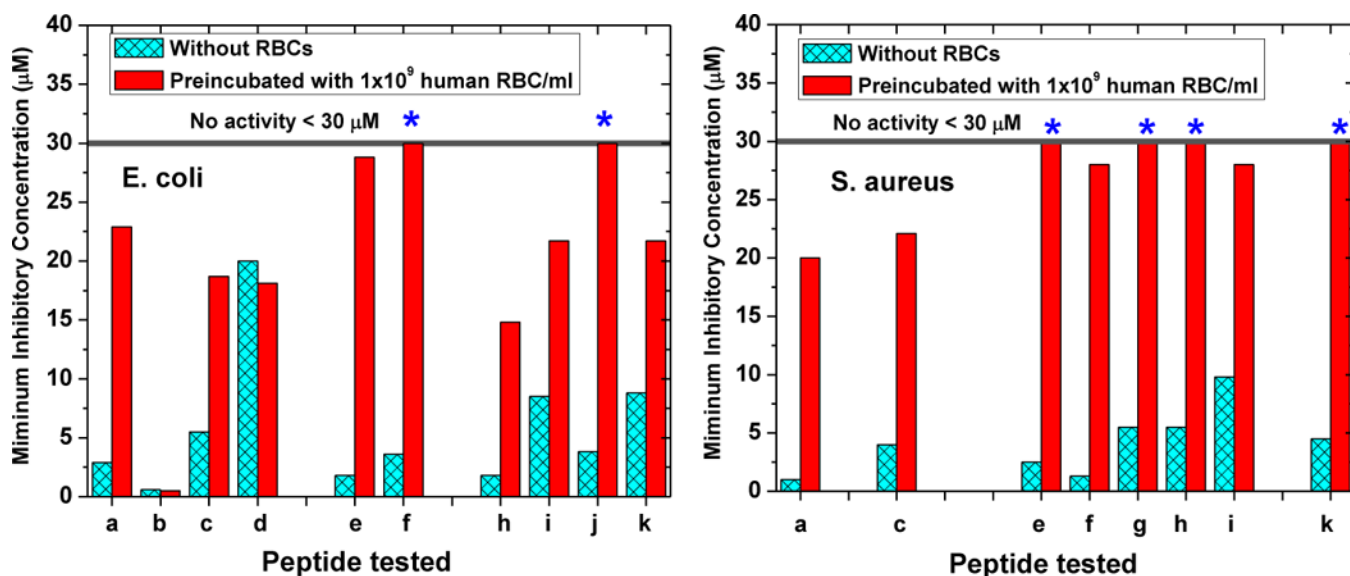 40
35
30
25
20
15
10
5
0
Miminum Inhibitory Concentration (μM)
Without RBCs
Preincubated with 1x10⁹ human RBC/ml
No activity < 30 μM
*
*
E. coli
a b c d e f h i j k
Peptide tested
40
35
30
25
20
15
10
5
0
Miminum Inhibitory Concentration (μM)
Without RBCs
Preincubated with 1x10⁹ human RBC/ml
No activity < 30 μM
*
*
*
*
S. aureus
a c e f g h i k
Peptide tested